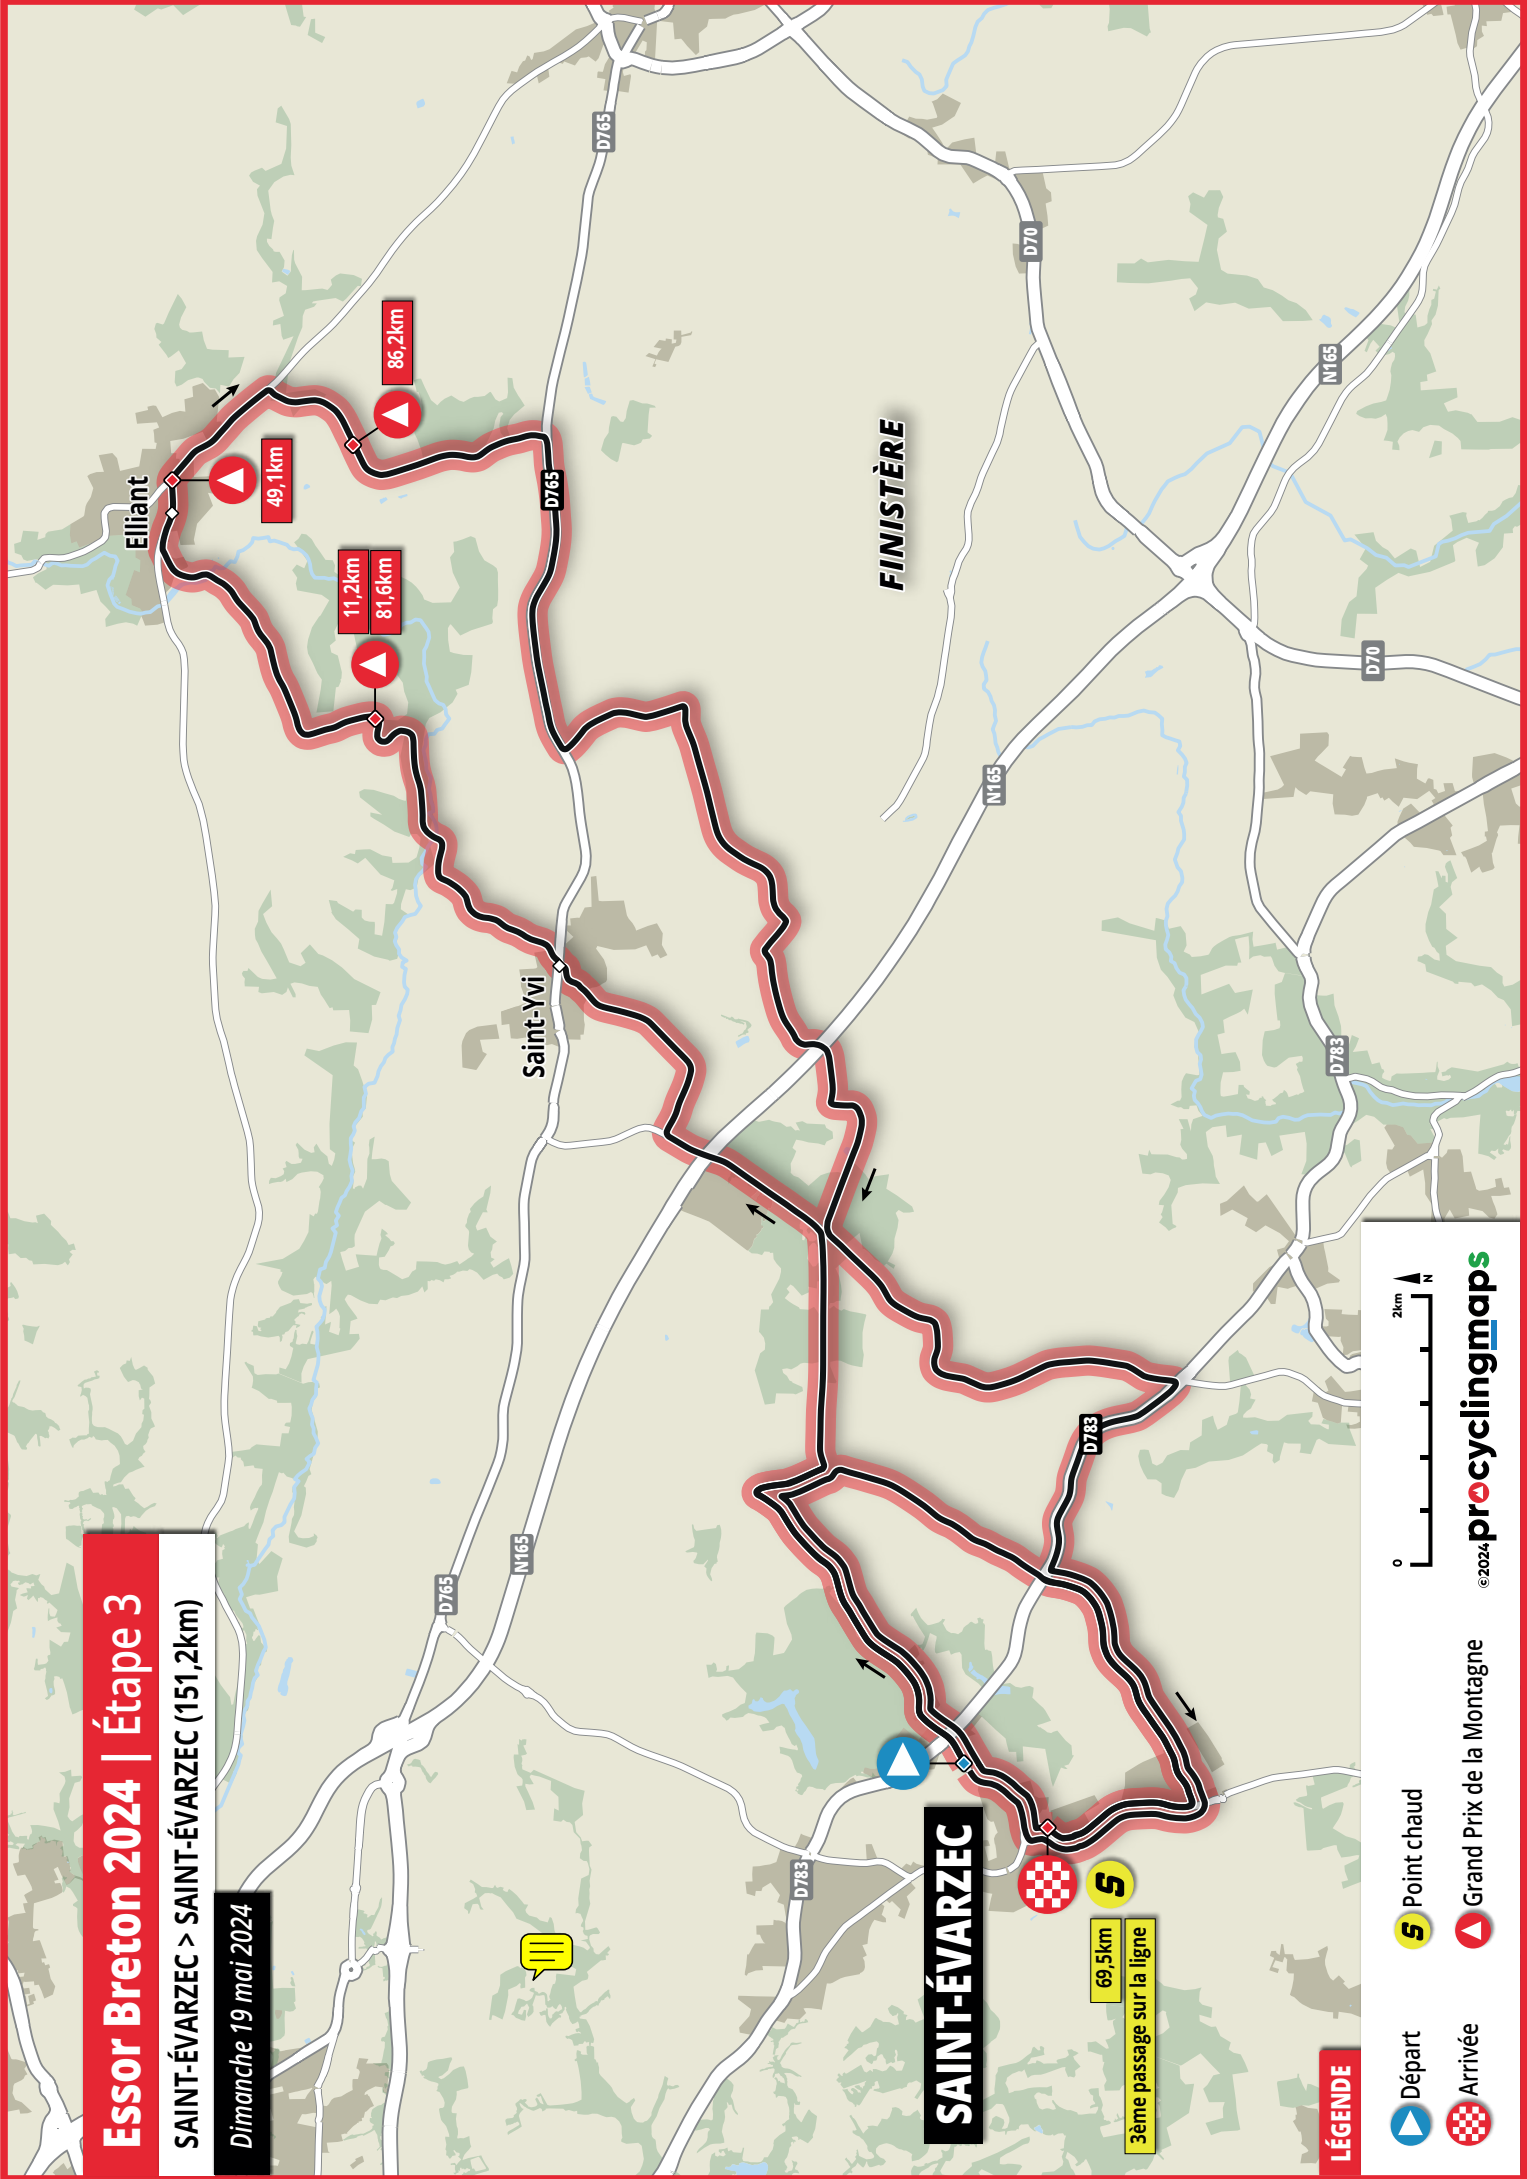 Essor Breton 2024 | Étape 3
SAINT-ÉVARZEC > SAINT-ÉVARZEC (151,2km)
Dimanche 19 mai 2024
Elliant
49,1km
86,2km
11,2km
81,6km
D765
D765
Saint-Yvi
D765
N165
FINISTÈRE
D70
N165
N165
D70
D783
D783
D783
SAINT-ÉVARZEC
S
69,5km
3ème passage sur la ligne
LÉGENDE
Départ
Arrivée
S Point chaud
Grand Prix de la Montagne
0
2km
N
©2024 procyclingmaps